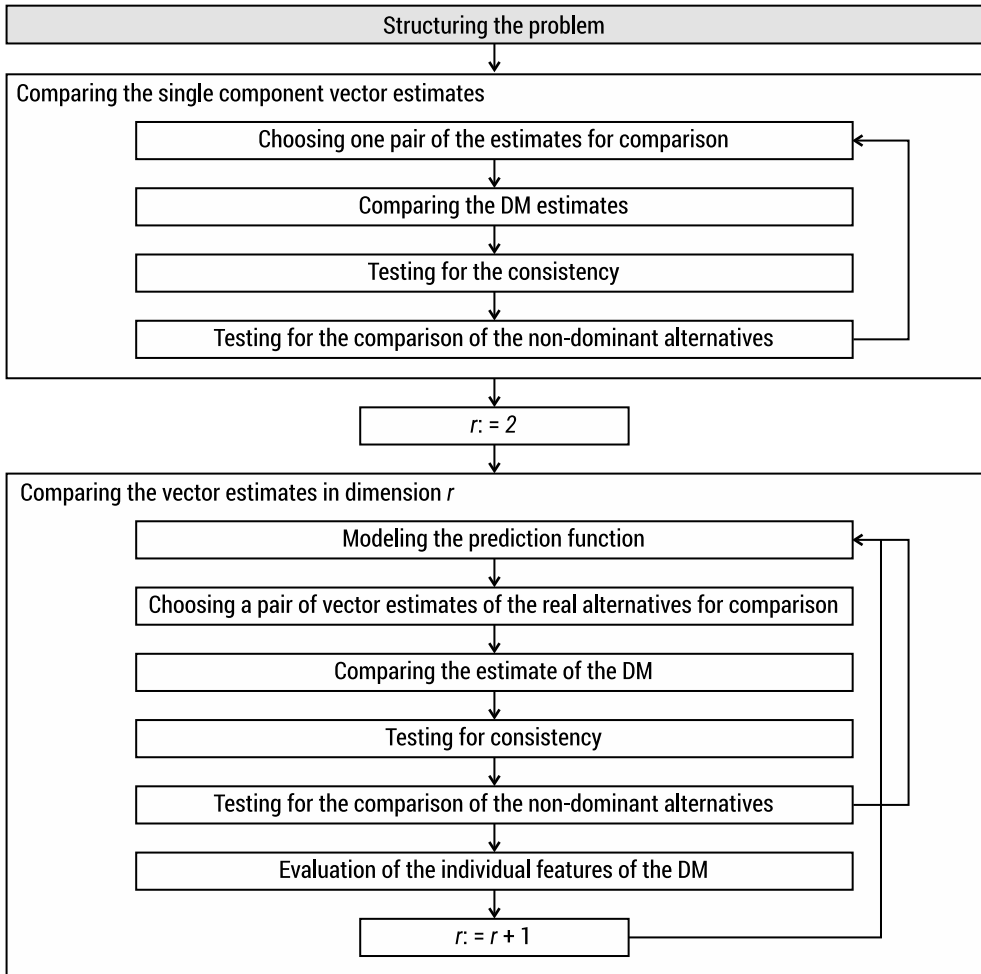 Structuring the problem
Comparing the single component vector estimates
Choosing one pair of the estimates for comparison
Comparing the DM estimates
Testing for the consistency
Testing for the comparison of the non-dominant alternatives
r: = 2
Comparing the vector estimates in dimension r
Modeling the prediction function
Choosing a pair of vector estimates of the real alternatives for comparison
Comparing the estimate of the DM
Testing for consistency
Testing for the comparison of the non-dominant alternatives
Evaluation of the individual features of the DM
r: = r + 1